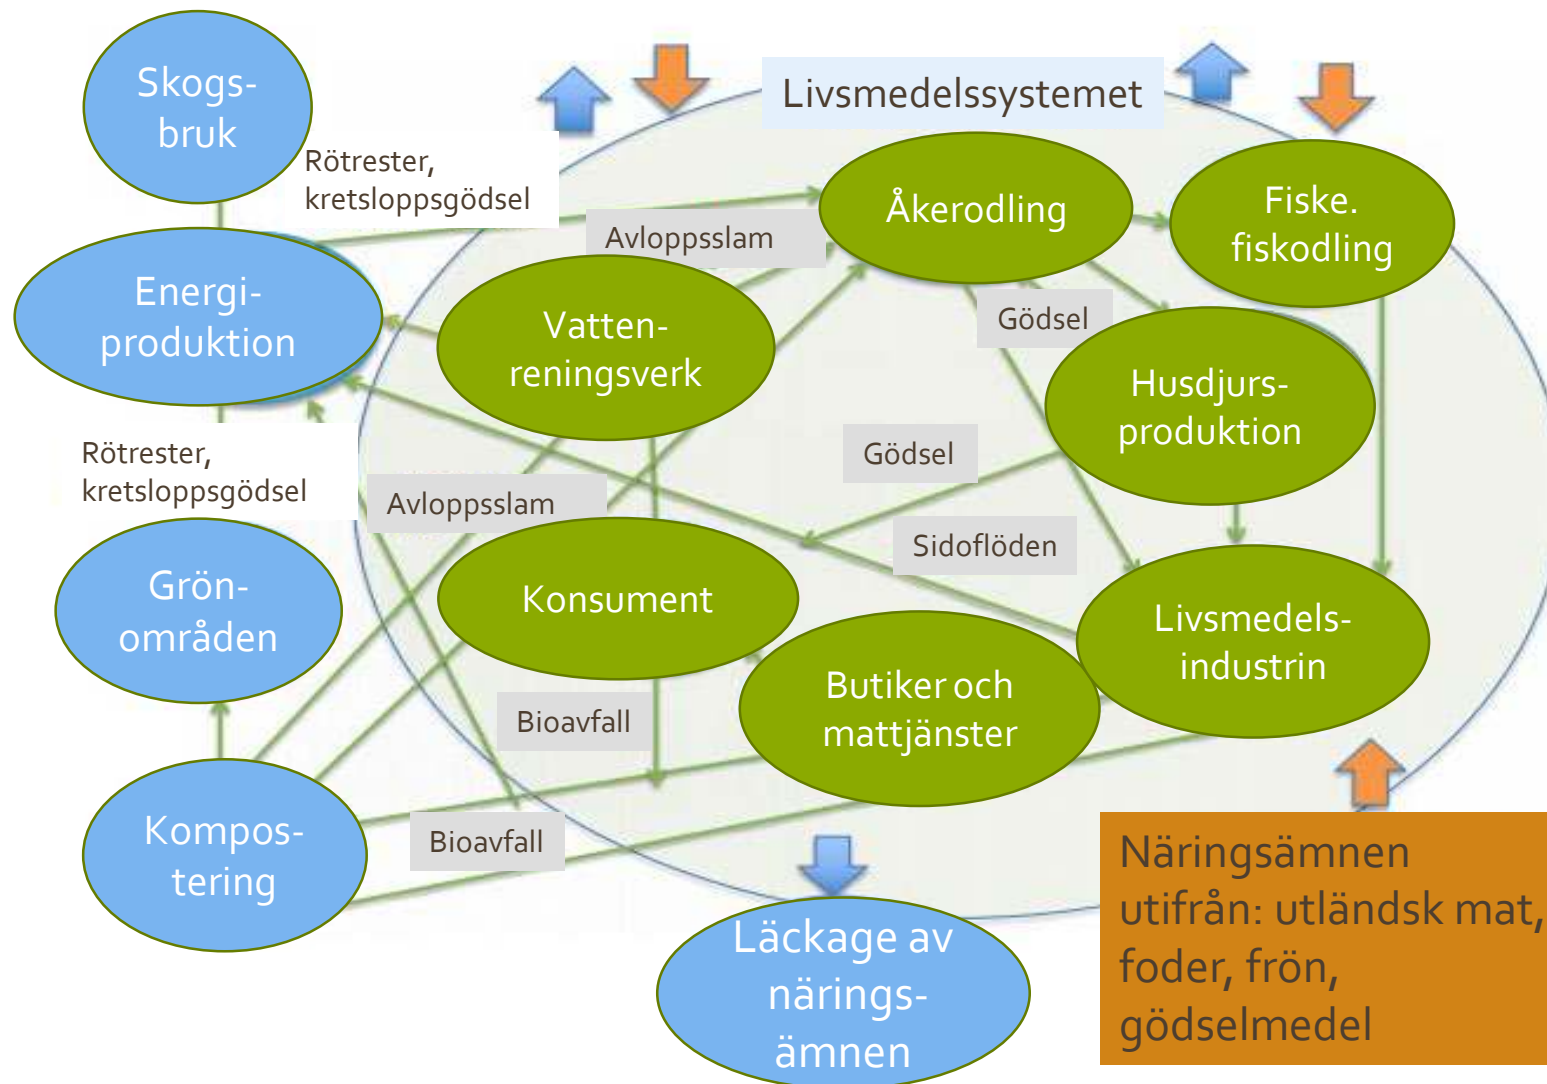 Skogs-
bruk
Livsmedelssystemet
Rötrester,
kretsloppsgödsel
Åkerodling
Fiske.
fiskodling
Avloppsslam
Energi-
produktion
Vatten-
reningsverk
Gödsel
Husdjurs-
produktion
Rötrester,
kretsloppsgödsel
Gödsel
Avloppsslam
Sidoflöden
Grön-
områden
Konsument
Livsmedels-
industrin
Butiker och
mattjänster
Bioavfall
Kompos-
tering
Bioavfall
Näringsämnen
utifrån: utländsk mat,
foder, frön,
gödselmedel
Läckage av
närings-
ämnen